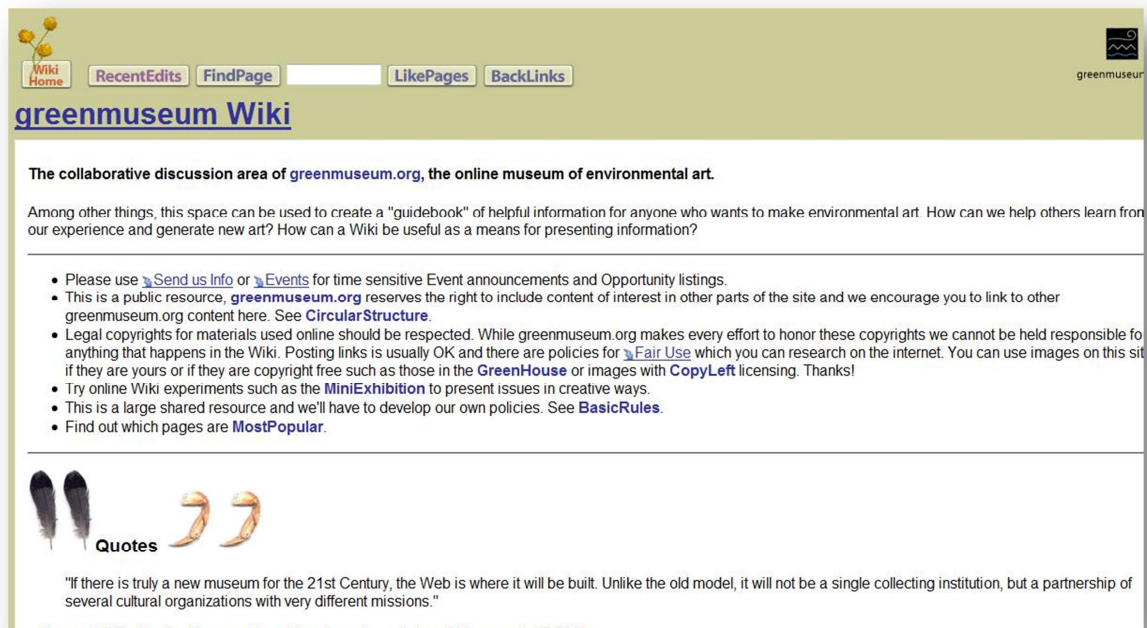 Wiki
Home
RecentEdits FindPage LikePages BackLinks
greenmuseum
greenmuseum Wiki
The collaborative discussion area of greenmuseum.org, the online museum of environmental art.
Among other things, this space can be used to create a "guidebook" of helpful information for anyone who wants to make environmental art. How can we help others learn from
our experience and generate new art? How can a Wiki be useful as a means for presenting information?
• Please use Send us Info or Events for time sensitive Event announcements and Opportunity listings.
• This is a public resource, greenmuseum.org reserves the right to include content of interest in other parts of the site and we encourage you to link to other
greenmuseum.org content here. See CircularStructure.
• Legal copyrights for materials used online should be respected. While greenmuseum.org makes every effort to honor these copyrights we cannot be held responsible fo
anything that happens in the Wiki. Posting links is usually OK and there are policies for Fair Use which you can research on the internet. You can use images on this sit
if they are yours or if they are copyright free such as those in the GreenHouse or images with CopyLeft licensing. Thanks!
• Try online Wiki experiments such as the MiniExhibition to present issues in creative ways.
• This is a large shared resource and we'll have to develop our own policies. See BasicRules.
• Find out which pages are MostPopular.
Quotes
"If there is truly a new museum for the 21st Century, the Web is where it will be built. Unlike the old model, it will not be a single collecting institution, but a partnership of
several cultural organizations with very different missions."